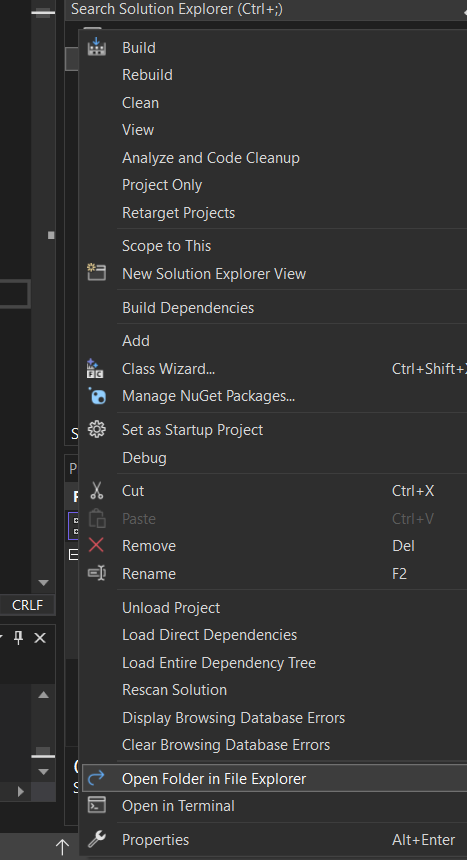 Search Solution Explorer (Ctrl+;)
Build
Rebuild
Clean
View
Analyze and Code Cleanup
Project Only
Retarget Projects
Scope to This
New Solution Explorer View
Build Dependencies
Add
Class Wizard... Ctrl+Shift+X
Manage NuGet Packages...
Set as Startup Project
Debug
Cut Ctrl+X
Paste Ctrl+V
Remove Del
Rename F2
CRLF
Unload Project
Load Direct Dependencies
Load Entire Dependency Tree
Rescan Solution
Display Browsing Database Errors
Clear Browsing Database Errors
Open Folder in File Explorer
Open in Terminal
Properties Alt+Enter